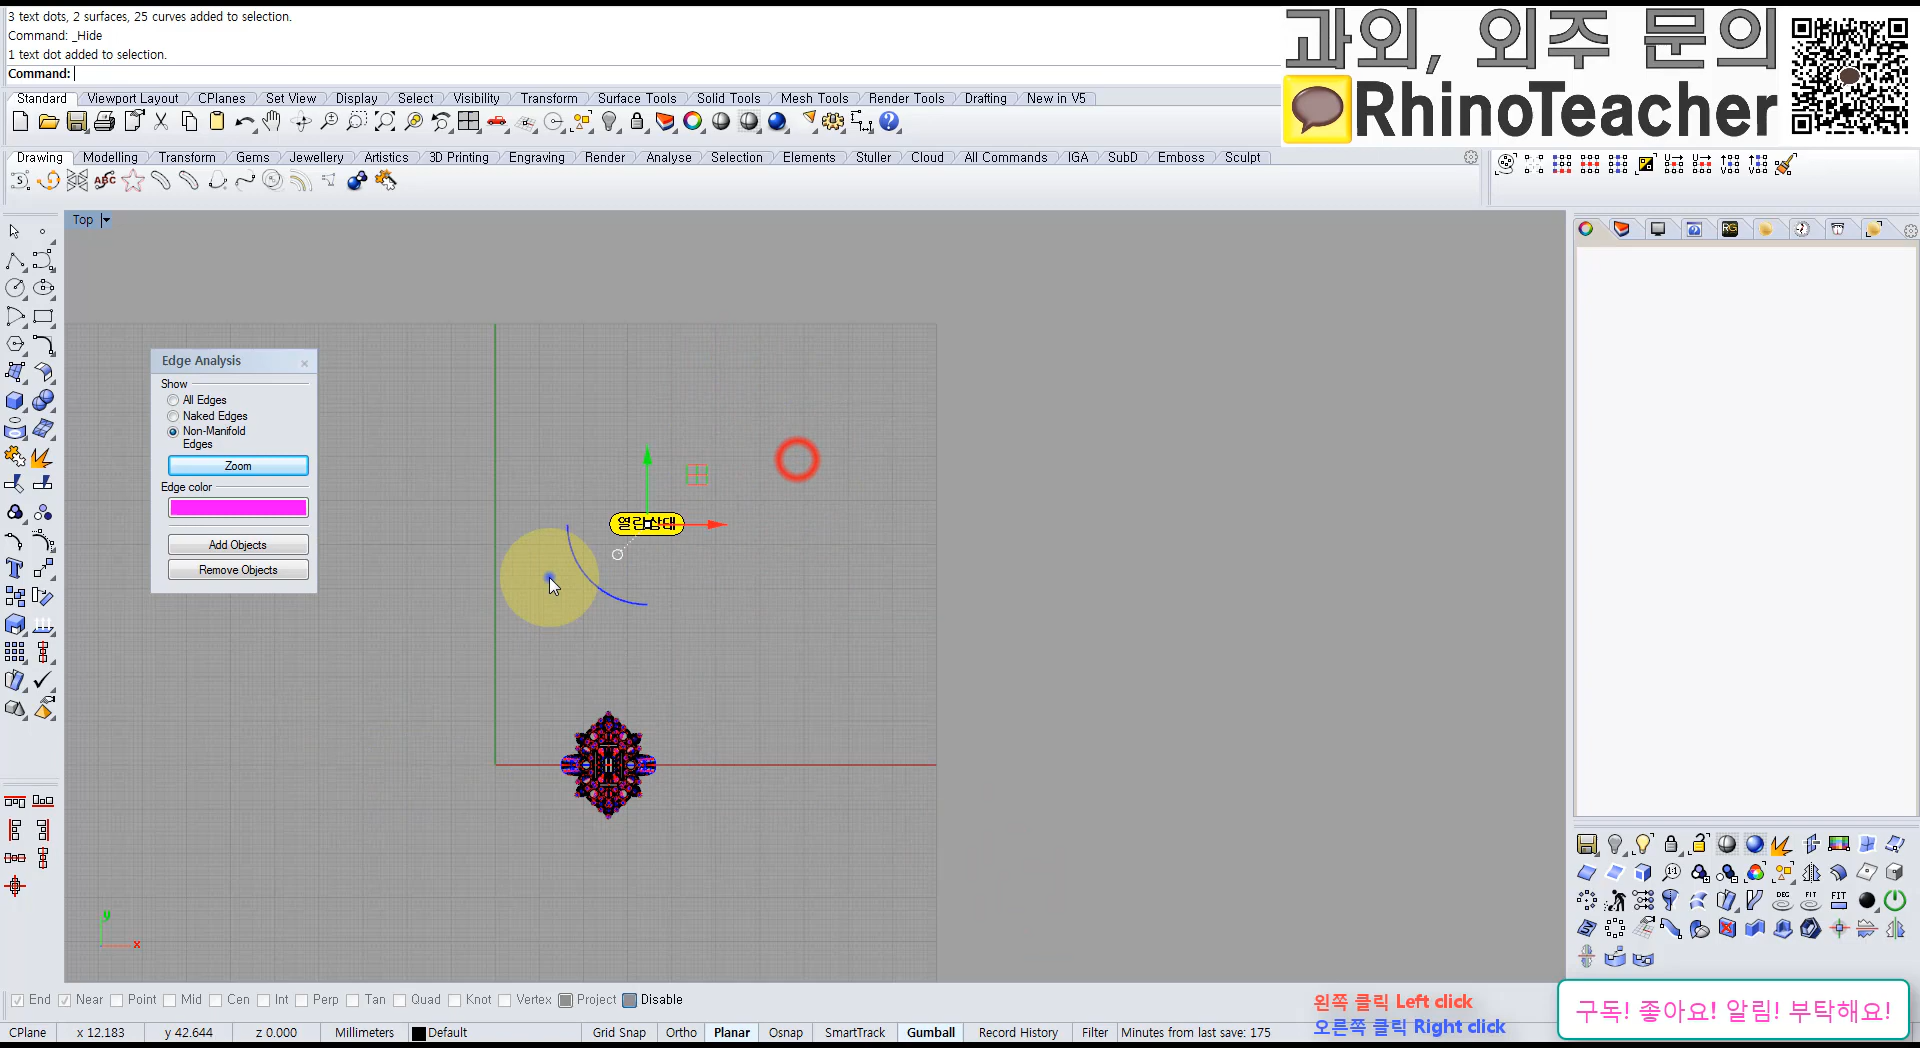 3 text dots, 2 surfaces, 25 curves added to selection.
Command: _Hide
1 text dot added to selection.
Command:
과외, 외주 문의
RhinoTeacher
Standard Viewport Layout CPlanes Set View Display Select Visibility Transform Surface Tools Solid Tools Mesh Tools Render Tools Drafting New in V5
Drawing Modelling Transform Gems Jewellery Artistics 3D Printing Engraving Render Analyse Selection Elements Stuller Cloud All Commands IGA SubD Emboss Sculpt
ABC
RG
Top
Edge Analysis
Show
All Edges
Naked Edges
Non-Manifold
Edges
Zoom
Edge color
Add Objects
Remove Objects
열린상태
y
x
DEG FIT FIT
End Near Point Mid Cen Int Perp Tan Quad Knot Vertex Project Disable
왼쪽 클릭 Left click
오른쪽 클릭 Right click
구독! 좋아요! 알림! 부탁해요!
CPlane x 12.183 y 42.644 z 0.000 Millimeters Default Grid Snap Ortho Planar Osnap SmartTrack Gumball Record History Filter Minutes from last save: 175